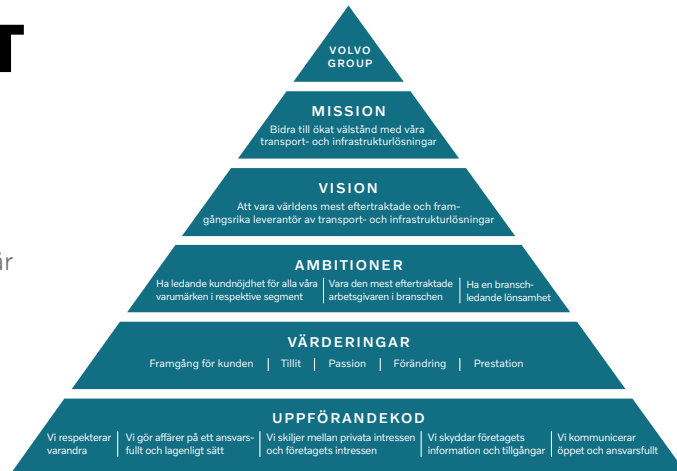 T
är
VOLVO
GROUP
MISSION
Bidra till ökat välstånd med våra
transport- och infrastrukturlösningar
VISION
Att vara världens mest eftertraktade och fram-
gångsrika leverantör av transport- och infrastrukturlösningar
AMBITIONER
Ha ledande kundnöjdhet för alla våra
varumärken i respektive segment
Vara den mest eftertraktade
arbetsgivaren i branschen
Ha en bransch-
ledande lönsamhet
VÄRDERINGAR
Framgång för kunden | Tillit | Passion | Förändring | Prestation
UPPFÖRANDEKOD
Vi respekterar
varandra
Vi gör affärer på ett ansvars-
fullt och lagenligt sätt
Vi skiljer mellan privata intressen
och företagets intressen
Vi skyddar företagets
information och tillgångar
Vi kommunicerar
öppet och ansvarsfullt